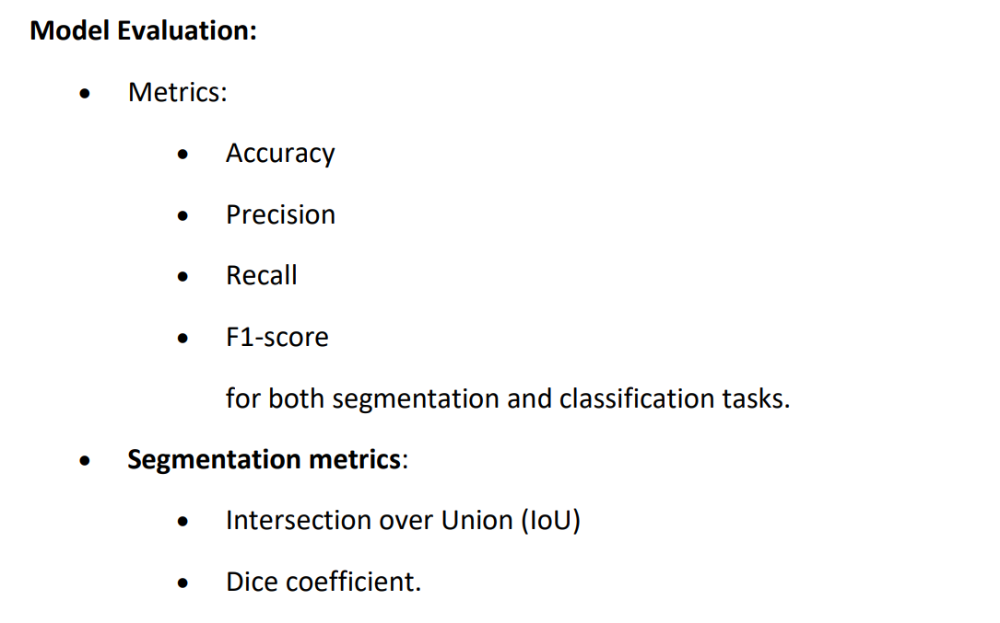 Model Evaluation:
• Metrics:
• Accuracy
• Precision
• Recall
• F1-score
for both segmentation and classification tasks.
• Segmentation metrics:
• Intersection over Union (IoU)
• Dice coefficient.